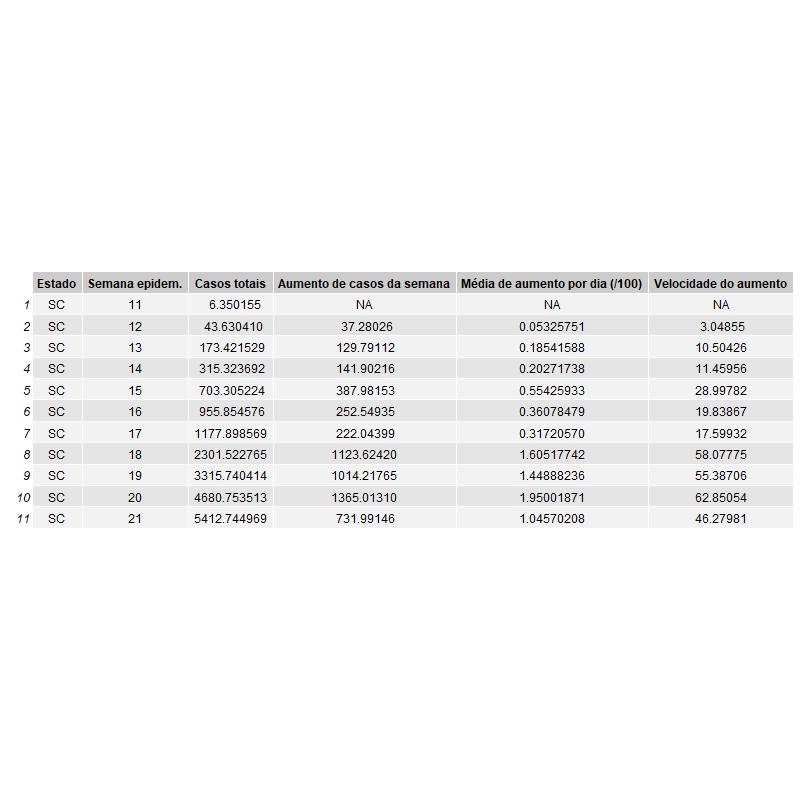 Estado Semana epidem. Casos totais Aumento de casos da semana Média de aumento por dia (/100) Velocidade do aumento
1 SC 11 6.350155 NA NA NA
2 SC 12 43.630410 37.28026 0.05325751 3.04855
3 SC 13 173.421529 129.79112 0.18541588 10.50426
4 SC 14 315.323692 141.90216 0.20271738 11.45956
5 SC 15 703.305224 387.98153 0.55425933 28.99782
6 SC 16 955.854576 252.54935 0.36078479 19.83867
7 SC 17 1177.898569 222.04399 0.31720570 17.59932
8 SC 18 2301.522765 1123.62420 1.60517742 58.07775
9 SC 19 3315.740414 1014.21765 1.44888236 55.38706
10 SC 20 4680.753513 1365.01310 1.95001871 62.85054
11 SC 21 5412.744969 731.99146 1.04570208 46.27981